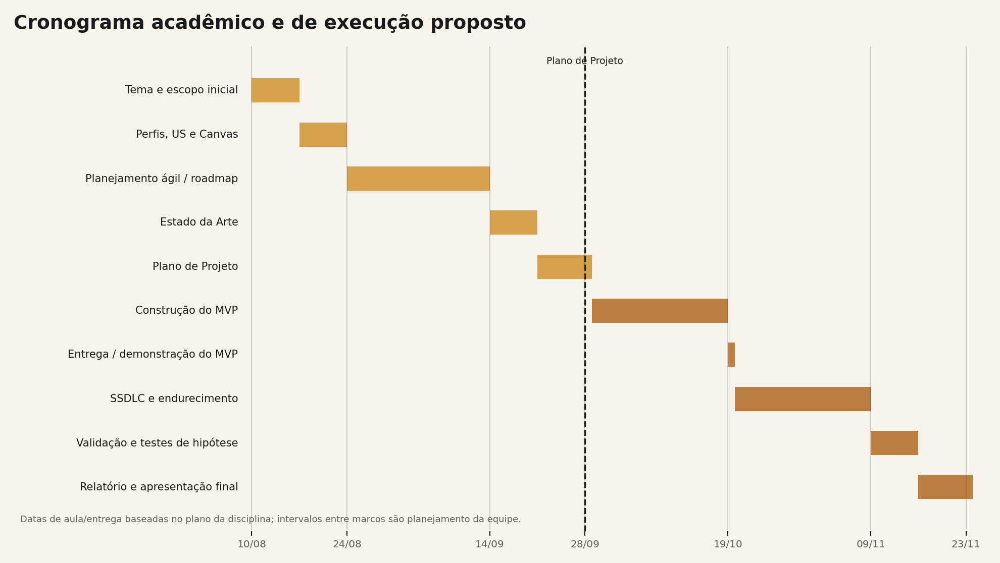 Cronograma acadêmico e de execução proposto
Plano de Projeto
Tema e escopo inicial
Perfis, US e Canvas
Planejamento ágil / roadmap
Estado da Arte
Plano de Projeto
Construção do MVP
Entrega / demonstração do MVP
SSDLC e endurecimento
Validação e testes de hipótese
Relatório e apresentação final
Datas de aula/entrega baseadas no plano da disciplina; intervalos entre marcos são planejamento da equipe.
10/08 24/08 14/09 28/09 19/10 09/11 23/11